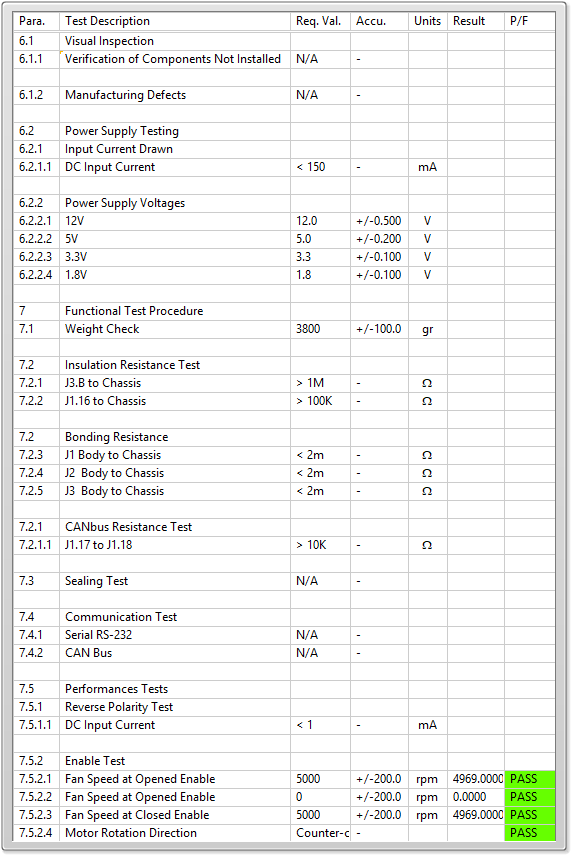 Para. Test Description Req. Val. Accu. Units Result P/F
6.1 Visual Inspection
6.1.1 Verification of Components Not Installed N/A -
6.1.2 Manufacturing Defects N/A -
6.2 Power Supply Testing
6.2.1 Input Current Drawn
6.2.1.1 DC Input Current < 150 - mA
6.2.2 Power Supply Voltages
6.2.2.1 12V 12.0 +/-0.500 V
6.2.2.2 5V 5.0 +/-0.200 V
6.2.2.3 3.3V 3.3 +/-0.100 V
6.2.2.4 1.8V 1.8 +/-0.100 V
7 Functional Test Procedure
7.1 Weight Check 3800 +/-100.0 gr
7.2 Insulation Resistance Test
7.2.1 J3.B to Chassis > 1M - Ω
7.2.2 J1.16 to Chassis > 100K - Ω
7.2 Bonding Resistance
7.2.3 J1 Body to Chassis < 2m - Ω
7.2.4 J2 Body to Chassis < 2m - Ω
7.2.5 J3 Body to Chassis < 2m - Ω
7.2.1 CANbus Resistance Test
7.2.1.1 J1.17 to J1.18 > 10K - Ω
7.3 Sealing Test N/A -
7.4 Communication Test
7.4.1 Serial RS-232 N/A -
7.4.2 CAN Bus N/A -
7.5 Performances Tests
7.5.1 Reverse Polarity Test
7.5.1.1 DC Input Current < 1 - mA
7.5.2 Enable Test
7.5.2.1 Fan Speed at Opened Enable 5000 +/-200.0 rpm 4969.0000 PASS
7.5.2.2 Fan Speed at Opened Enable 0 +/-200.0 rpm 0.0000 PASS
7.5.2.3 Fan Speed at Closed Enable 5000 +/-200.0 rpm 4969.0000 PASS
7.5.2.4 Motor Rotation Direction Counter-c - PASS